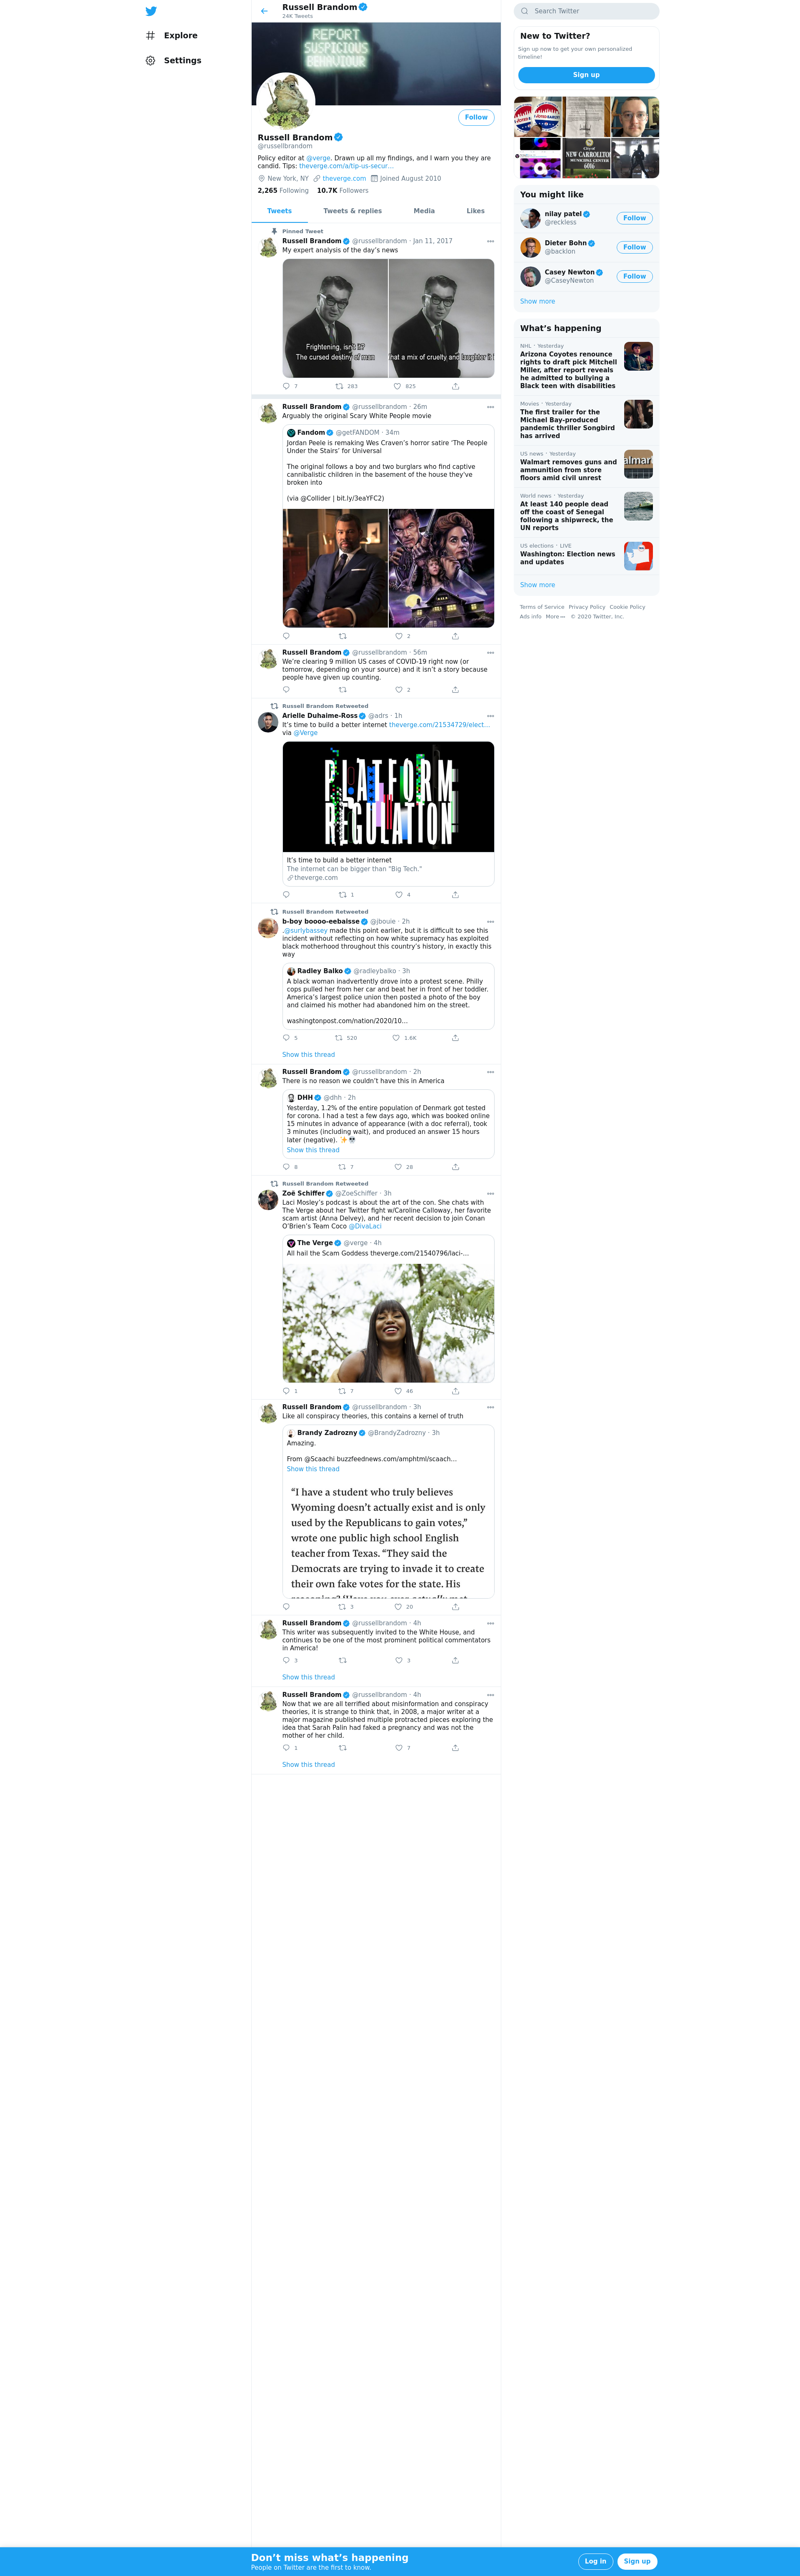 Explore
Settings
Russell Brandom
24K Tweets
REPORT
SUSPICIOUS
BEHAVIOUR
Follow
Russell Brandom
@russellbrandom
Policy editor at @verge. Drawn up all my findings, and I warn you they are
candid. Tips: theverge.com/a/tip-us-secur…
New York, NY theverge.com Joined August 2010
2,265 Following 10.7K Followers
Tweets Tweets & replies Media Likes
Pinned Tweet
Russell Brandom @russellbrandom · Jan 11, 2017
My expert analysis of the day's news
Frightening, isn't it?
The cursed destiny of man
that a mix of cruelty and laughter it i
7 283 825
Russell Brandom @russellbrandom · 26m
Arguably the original Scary White People movie
Fandom @getFANDOM · 34m
Jordan Peele is remaking Wes Craven's horror satire 'The People
Under the Stairs' for Universal
The original follows a boy and two burglars who find captive
cannibalistic children in the basement of the house they've
broken into
(via @Collider | bit.ly/3eaYFC2)
2
Russell Brandom @russellbrandom · 56m
We're clearing 9 million US cases of COVID-19 right now (or
tomorrow, depending on your source) and it isn't a story because
people have given up counting.
2
Russell Brandom Retweeted
Arielle Duhaime-Ross @adrs · 1h
It's time to build a better internet theverge.com/21534729/elect…
via @Verge
PLATFORM
REGULATION
It's time to build a better internet
The internet can be bigger than "Big Tech."
theverge.com
1 4
Russell Brandom Retweeted
b-boy boooo-eebaisse @jbouie · 2h
.@surlybassey made this point earlier, but it is difficult to see this
incident without reflecting on how white supremacy has exploited
black motherhood throughout this country's history, in exactly this
way
Radley Balko @radleybalko · 3h
A black woman inadvertently drove into a protest scene. Philly
cops pulled her from her car and beat her in front of her toddler.
America's largest police union then posted a photo of the boy
and claimed his mother had abandoned him on the street.
washingtonpost.com/nation/2020/10…
5 520 1.6K
Show this thread
Russell Brandom @russellbrandom · 2h
There is no reason we couldn't have this in America
DHH @dhh · 2h
Yesterday, 1.2% of the entire population of Denmark got tested
for corona. I had a test a few days ago, which was booked online
15 minutes in advance of appearance (with a doc referral), took
3 minutes (including wait), and produced an answer 15 hours
later (negative). ✨💀
Show this thread
8 7 28
Russell Brandom Retweeted
Zoë Schiffer @ZoeSchiffer · 3h
Laci Mosley's podcast is about the art of the con. She chats with
The Verge about her Twitter fight w/Caroline Calloway, her favorite
scam artist (Anna Delvey), and her recent decision to join Conan
O'Brien's Team Coco @DivaLaci
The Verge @verge · 4h
All hail the Scam Goddess theverge.com/21540796/laci-…
1 7 46
Russell Brandom @russellbrandom · 3h
Like all conspiracy theories, this contains a kernel of truth
Brandy Zadrozny @BrandyZadrozny · 3h
Amazing.
From @Scaachi buzzfeednews.com/amphtml/scaach…
Show this thread
"I have a student who truly believes
Wyoming doesn't actually exist and is only
used by the Republicans to gain votes,"
wrote one public high school English
teacher from Texas. "They said the
Democrats are trying to invade it to create
their own fake votes for the state. His
3 20
Russell Brandom @russellbrandom · 4h
This writer was subsequently invited to the White House, and
continues to be one of the most prominent political commentators
in America!
3 3
Show this thread
Russell Brandom @russellbrandom · 4h
Now that we are all terrified about misinformation and conspiracy
theories, it is strange to think that, in 2008, a major writer at a
major magazine published multiple protracted pieces exploring the
idea that Sarah Palin had faked a pregnancy and was not the
mother of her child.
1 7
Show this thread
Search Twitter
New to Twitter?
Sign up now to get your own personalized
timeline!
Sign up
NEW CARROLLTON
MUNICIPAL CENTER
6016
You might like
nilay patel
@reckless
Follow
Dieter Bohn
@backlon
Follow
Casey Newton
@CaseyNewton
Follow
Show more
What's happening
NHL · Yesterday
Arizona Coyotes renounce
rights to draft pick Mitchell
Miller, after report reveals
he admitted to bullying a
Black teen with disabilities
Movies · Yesterday
The first trailer for the
Michael Bay-produced
pandemic thriller Songbird
has arrived
US news · Yesterday
Walmart removes guns and
ammunition from store
floors amid civil unrest
almart
World news · Yesterday
At least 140 people dead
off the coast of Senegal
following a shipwreck, the
UN reports
US elections · LIVE
Washington: Election news
and updates
Show more
Terms of Service Privacy Policy Cookie Policy
Ads info More © 2020 Twitter, Inc.
Don't miss what's happening
People on Twitter are the first to know.
Log in
Sign up